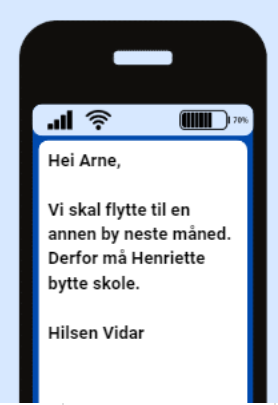 70%
Hei Arne,
Vi skal flytte til en
annen by neste måned.
Derfor må Henriette
bytte skole.
Hilsen Vidar